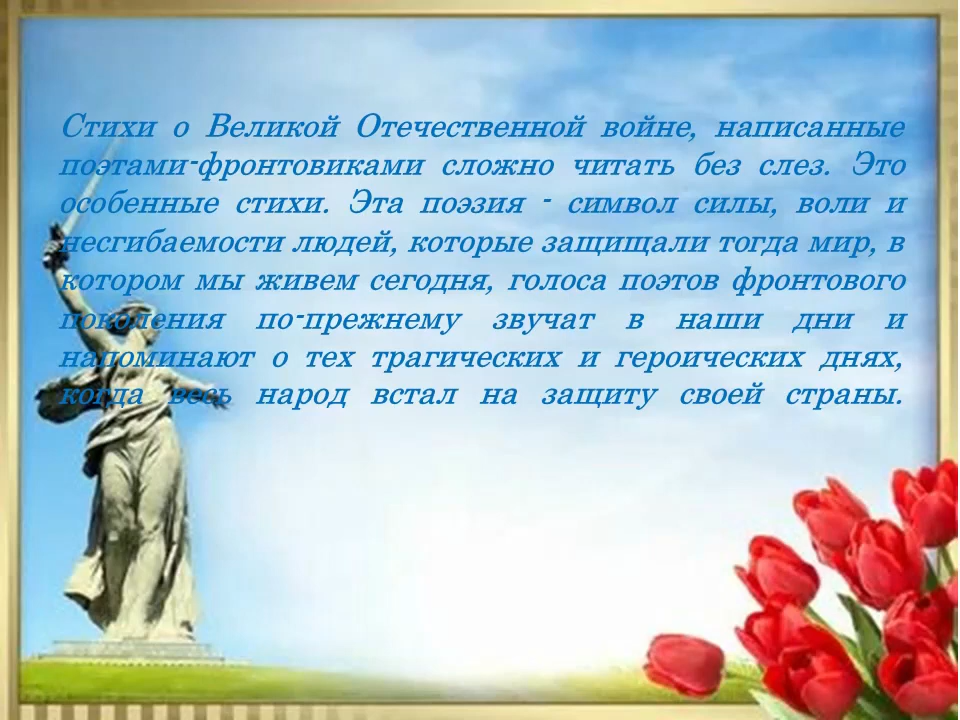 Стихи о Великой Отечественной войне, написанные
поэтами-фронтовиками сложно читать без слез. Это
особенные стихи. Эта поэзия - символ силы, воли и
несгибаемости людей, которые защищали тогда мир, в
котором мы живем сегодня, голоса поэтов фронтового
поколения по-прежнему звучат в наши дни и
напоминают о тех трагических и героических днях,
когда весь народ встал на защиту своей страны.